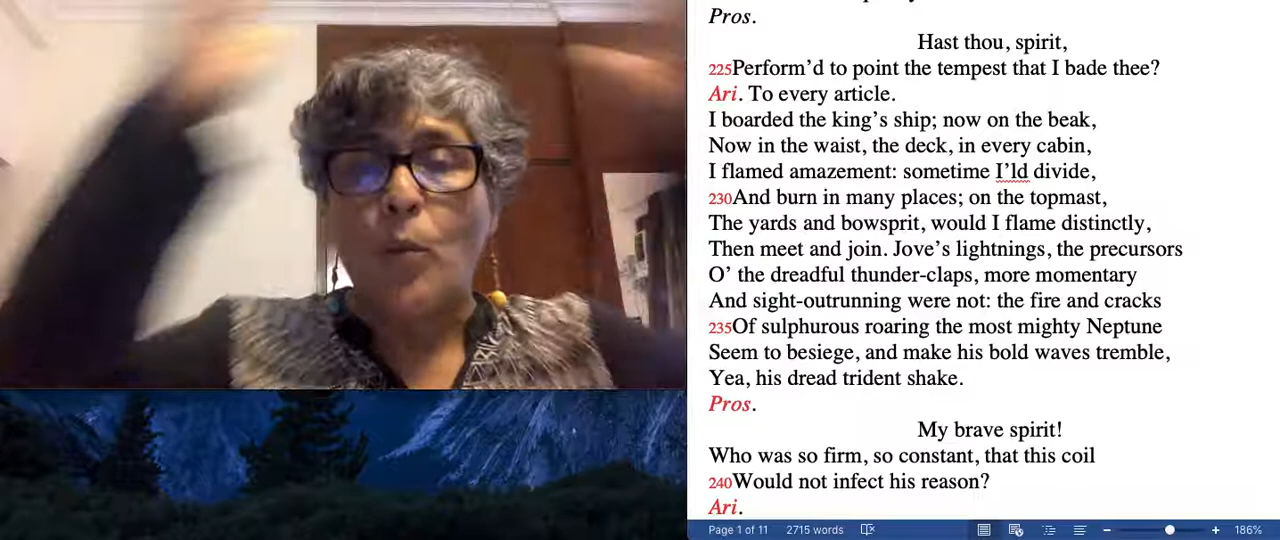 Pros.
Hast thou, spirit,
225Perform’d to point the tempest that I bade thee?
Ari. To every article.
I boarded the king’s ship; now on the beak,
Now in the waist, the deck, in every cabin,
I flamed amazement: sometime I’ld divide,
230And burn in many places; on the topmast,
The yards and bowsprit, would I flame distinctly,
Then meet and join. Jove’s lightnings, the precursors
O’ the dreadful thunder-claps, more momentary
And sight-outrunning were not: the fire and cracks
235Of sulphurous roaring the most mighty Neptune
Seem to besiege, and make his bold waves tremble,
Yea, his dread trident shake.
Pros.
My brave spirit!
Who was so firm, so constant, that this coil
240Would not infect his reason?
Ari.
Page 1 of 11 2715 words 186%